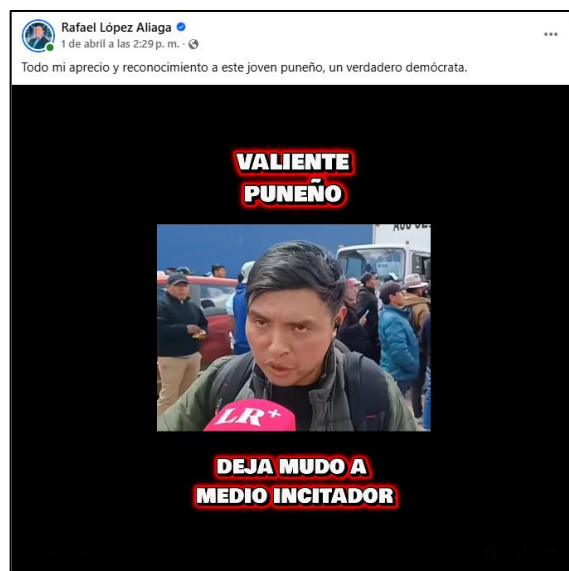 Rafael López Aliaga
1 de abril a las 2:29 p. m. ·
Todo mi aprecio y reconocimiento a este joven puneño, un verdadero demócrata.
VALIENTE
PUNEÑO
LR+
DEJA MUDO A
MEDIO INCITADOR